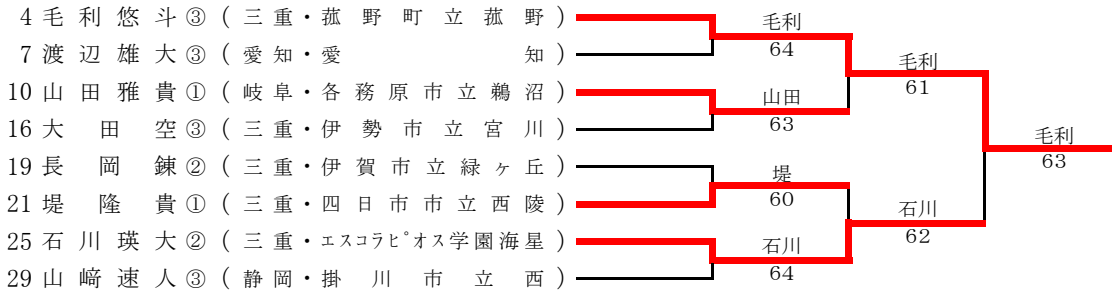 4 毛利悠斗③ (三重・菰野町立菰野)
7 渡辺雄大③ (愛知・愛知)
10 山田雅貴① (岐阜・各務原市立鵜沼)
16 大田空③ (三重・伊勢市立宮川)
19 長岡錬② (三重・伊賀市立緑ヶ丘)
21 堤隆貴① (三重・四日市市立西陵)
25 石川瑛大② (三重・エスコラピオス学園海星)
29 山﨑速人③ (静岡・掛川市立西)
毛利
64
山田
63
堤
60
石川
64
毛利
61
石川
62
毛利
63